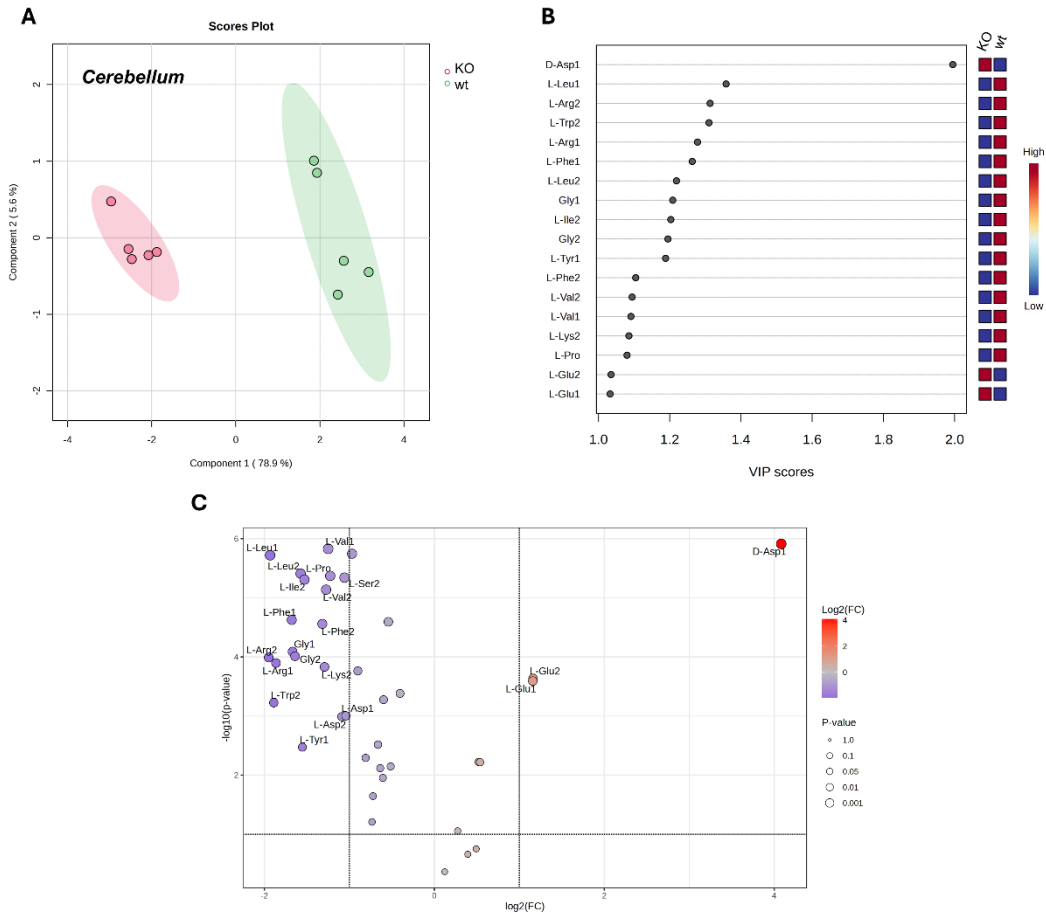 A
Scores Plot
Cerebellum
KO
wt
2
1
0
-1
-2
Component 2 ( 5.6 %)
-4
-2
0
2
4
Component 1 ( 78.9 %)
B
KO
wt
D-Asp1
L-Leu1
L-Arg2
L-Trp2
L-Arg1
L-Phe1
L-Leu2
Gly1
L-Ile2
Gly2
L-Tyr1
L-Phe2
L-Val2
L-Val1
L-Lys2
L-Pro
L-Glu2
L-Glu1
High
Low
1.0
1.2
1.4
1.6
1.8
2.0
VIP scores
C
6
4
2
-log10(p-value)
L-Leu1
L-Val1
L-Leu2
L-Pro
L-Ile2
L-Ser2
L-Val2
L-Phe1
L-Phe2
L-Arg2
Gly1
Gly2
L-Arg1
L-Lys2
L-Trp2
L-Asp1
L-Asp2
L-Tyr1
L-Glu2
L-Glu1
D-Asp1
-2
0
2
4
log2(FC)
Log2(FC)
4
2
0
P-value
1.0
0.1
0.05
0.01
0.001